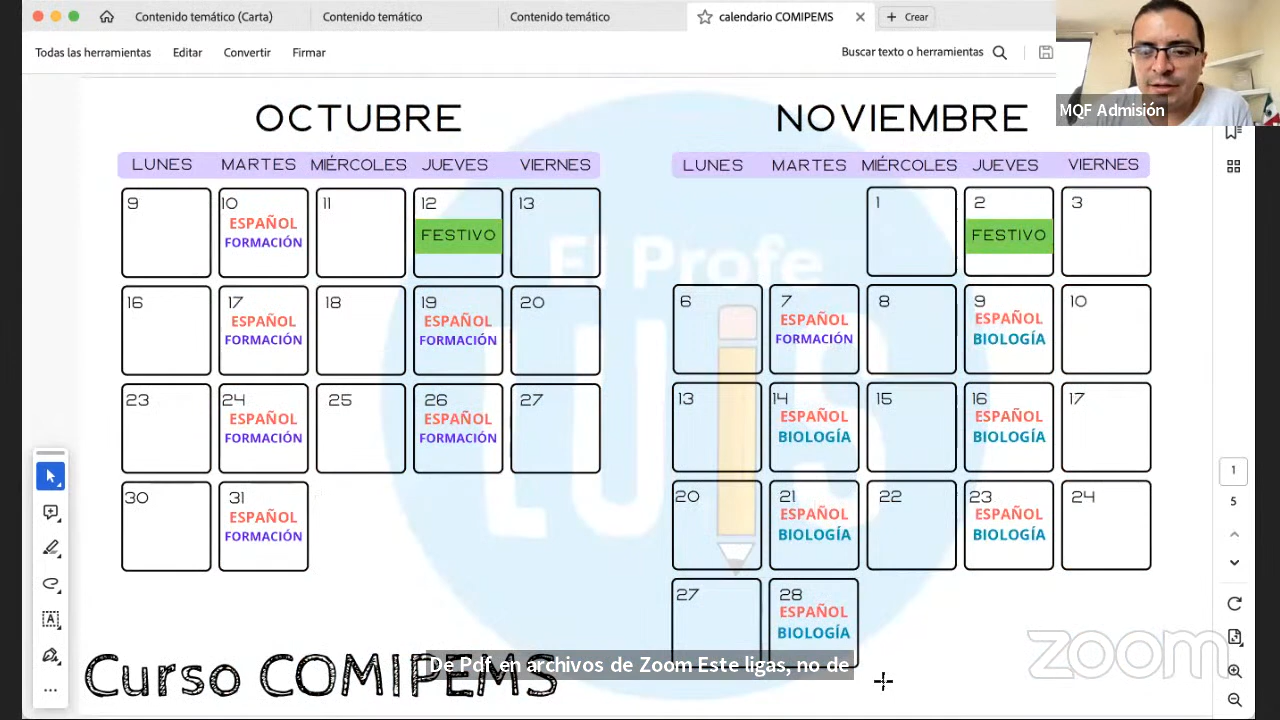 Contenido temático (Carta)
Contenido temático
Contenido temático
calendario COMIPEMS
Crear
Todas las herramientas
Editar
Convertir
Firmar
Buscar texto o herramientas
MQF Admisión
OCTUBRE
LUNES MARTES MIÉRCOLES JUEVES VIERNES
9 10 11 12 13
ESPAÑOL
FORMACIÓN
FESTIVO
16 17 18 19 20
ESPAÑOL ESPAÑOL
FORMACIÓN FORMACIÓN
23 24 25 26 27
ESPAÑOL ESPAÑOL
FORMACIÓN FORMACIÓN
30 31
ESPAÑOL
FORMACIÓN
NOVIEMBRE
LUNES MARTES MIÉRCOLES JUEVES VIERNES
1 2 3
FESTIVO
6 7 8 9 10
ESPAÑOL ESPAÑOL
FORMACIÓN BIOLOGÍA
13 14 15 16 17
ESPAÑOL ESPAÑOL
BIOLOGÍA BIOLOGÍA
20 21 22 23 24
ESPAÑOL ESPAÑOL
BIOLOGÍA BIOLOGÍA
27 28
ESPAÑOL
BIOLOGÍA
El Profe
LUIS
1
5
Curso COMIPEMS
De Pdf en archivos de Zoom Este ligas, no de
zoom